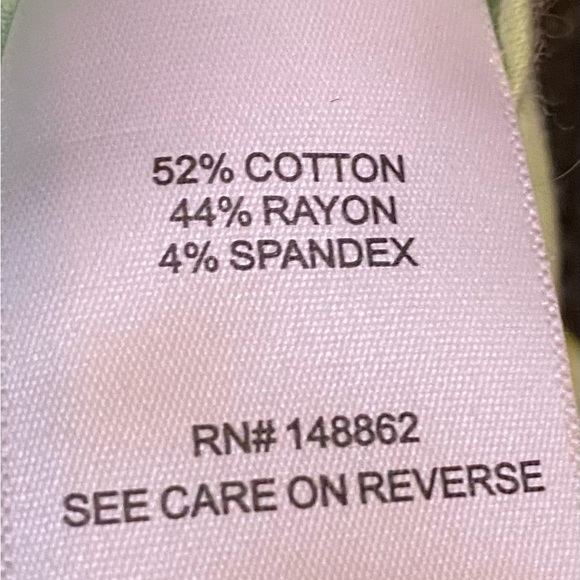 52% COTTON
44% RAYON
4% SPANDEX
RN# 148862
SEE CARE ON REVERSE